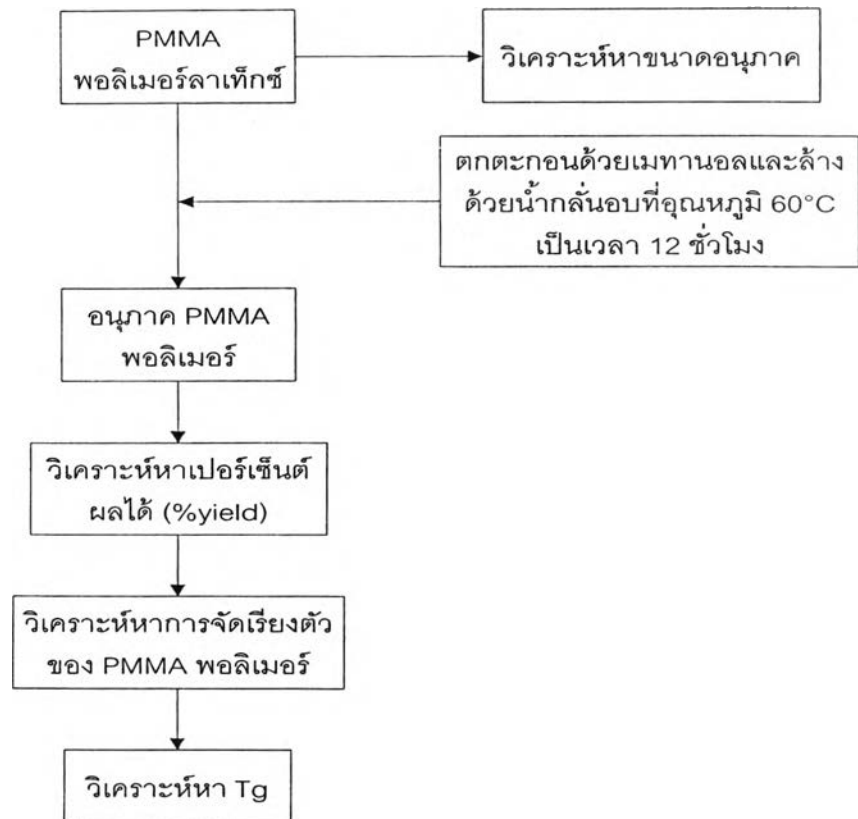 PMMA
พอลิเมอร์ลาเท็กซ์
วิเคราะห์หาขนาดอนุภาค
ตกตะกอนด้วยเมทานอลและล้าง
ด้วยน้ำกลั่นอบที่อุณหภูมิ 60°C
เป็นเวลา 12 ชั่วโมง
อนุภาค PMMA
พอลิเมอร์
วิเคราะห์หาเปอร์เซ็นต์
ผลได้ (%yield)
วิเคราะห์หาการจัดเรียงตัว
ของ PMMA พอลิเมอร์
วิเคราะห์หา Tg